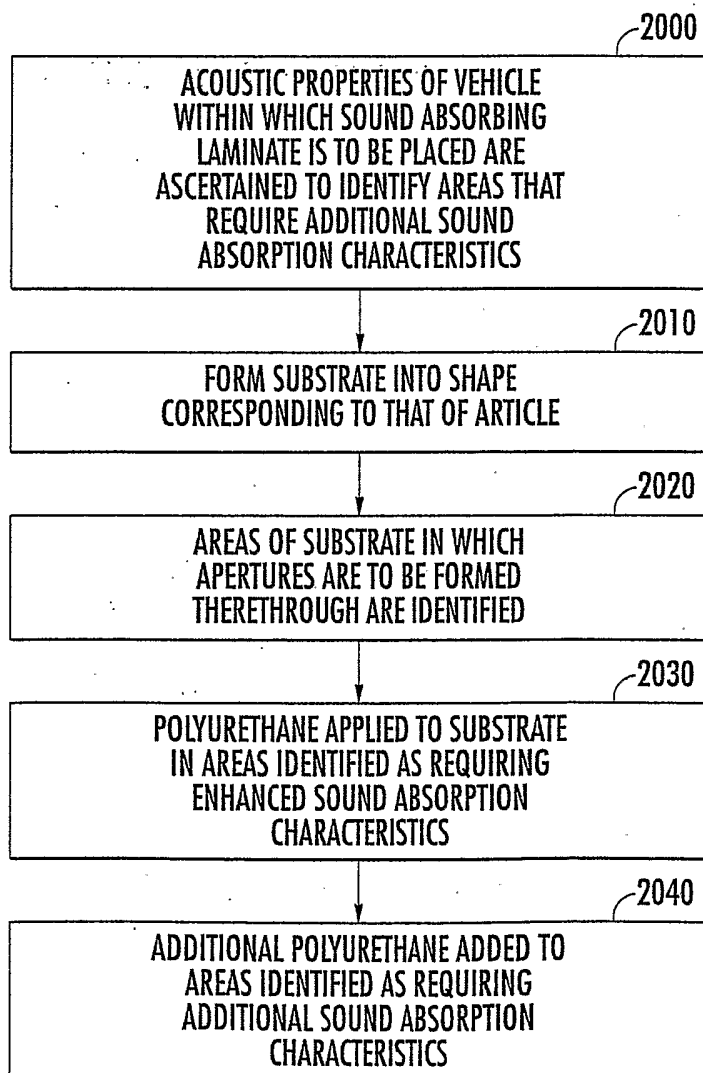 2000
ACOUSTIC PROPERTIES OF VEHICLE
WITHIN WHICH SOUND ABSORBING
LAMINATE IS TO BE PLACED ARE
ASCERTAINED TO IDENTIFY AREAS THAT
REQUIRE ADDITIONAL SOUND
ABSORPTION CHARACTERISTICS
2010
FORM SUBSTRATE INTO SHAPE
CORRESPONDING TO THAT OF ARTICLE
2020
AREAS OF SUBSTRATE IN WHICH
APERTURES ARE TO BE FORMED
THERETHROUGH ARE IDENTIFIED
2030
POLYURETHANE APPLIED TO SUBSTRATE
IN AREAS IDENTIFIED AS REQUIRING
ENHANCED SOUND ABSORPTION
CHARACTERISTICS
2040
ADDITIONAL POLYURETHANE ADDED TO
AREAS IDENTIFIED AS REQUIRING
ADDITIONAL SOUND ABSORPTION
CHARACTERISTICS